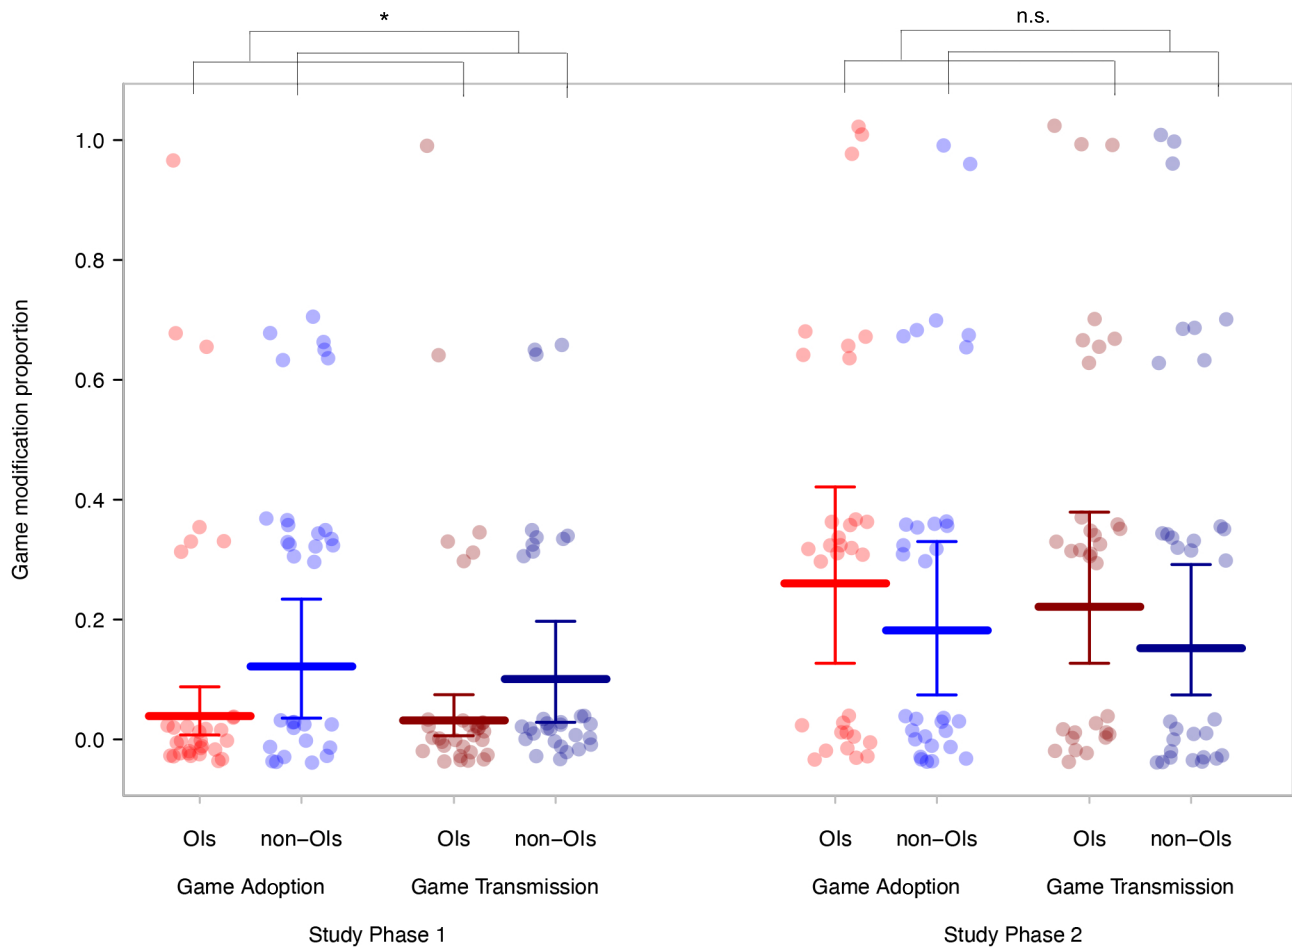 *
n.s.
Game modification proportion
1.0
0.8
0.6
0.4
0.2
0.0
OIs non−OIs OIs non−OIs OIs non−OIs OIs non−OIs
Game Adoption Game Transmission Game Adoption Game Transmission
Study Phase 1 Study Phase 2